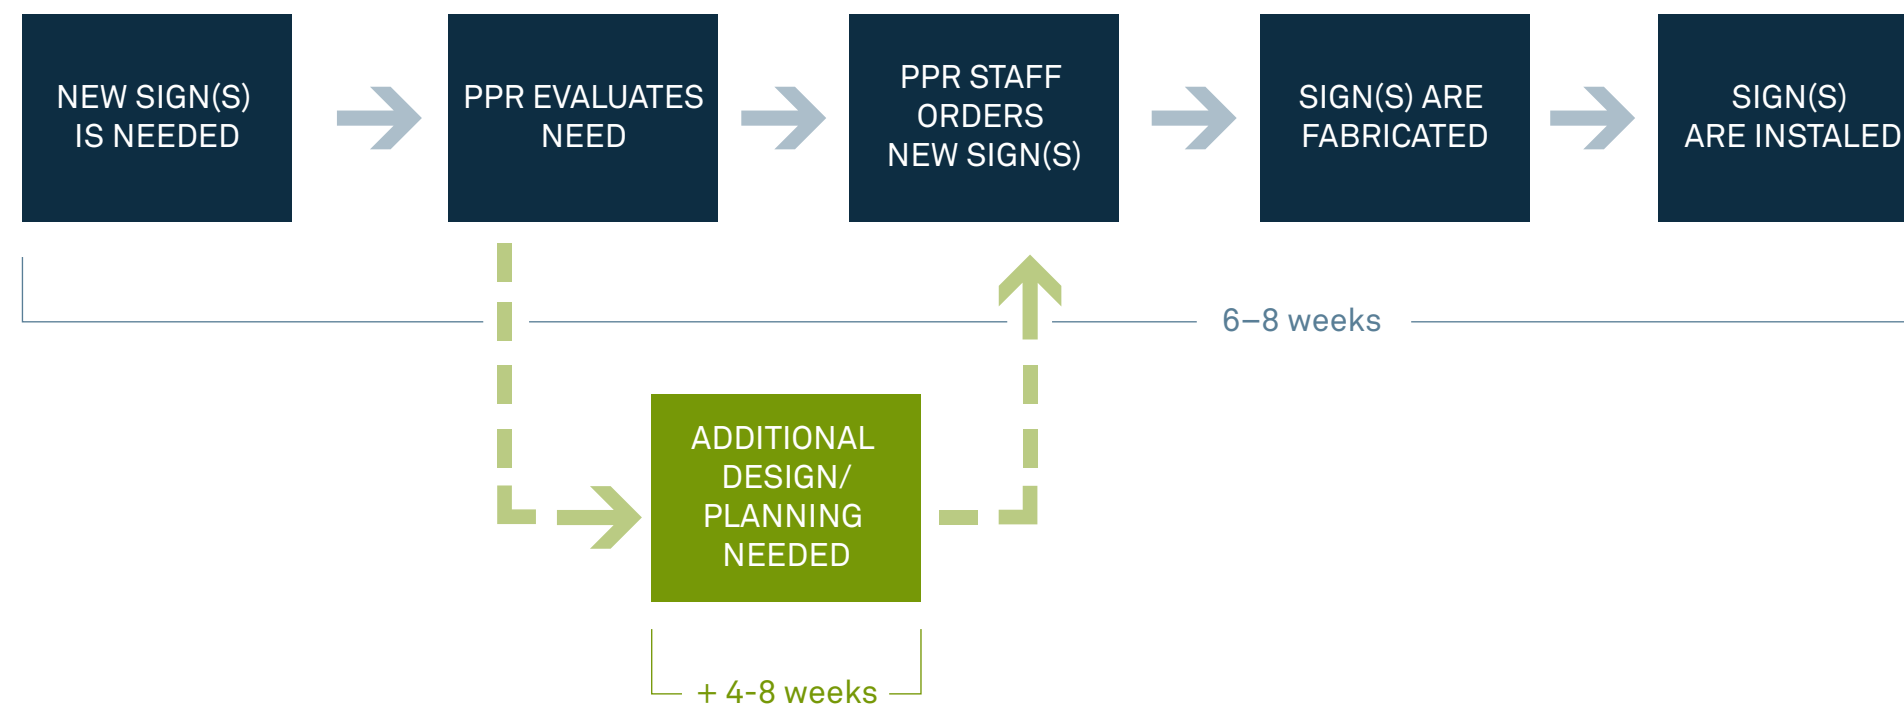 NEW SIGN(S)
IS NEEDED
PPR EVALUATES
NEED
PPR STAFF
ORDERS
NEW SIGN(S)
SIGN(S) ARE
FABRICATED
SIGN(S)
ARE INSTALED
6–8 weeks
ADDITIONAL
DESIGN/
PLANNING
NEEDED
+ 4-8 weeks